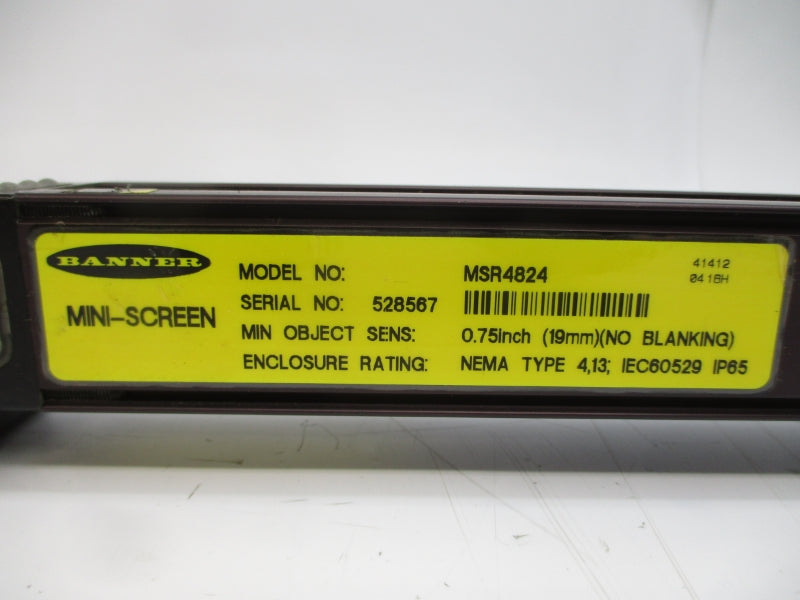 BANNER
MINI-SCREEN
MODEL NO: MSR4824
SERIAL NO: 528567
MIN OBJECT SENS: 0.75inch (19mm)(NO BLANKING)
ENCLOSURE RATING: NEMA TYPE 4,13; IEC60529 IP65
41412
0418H